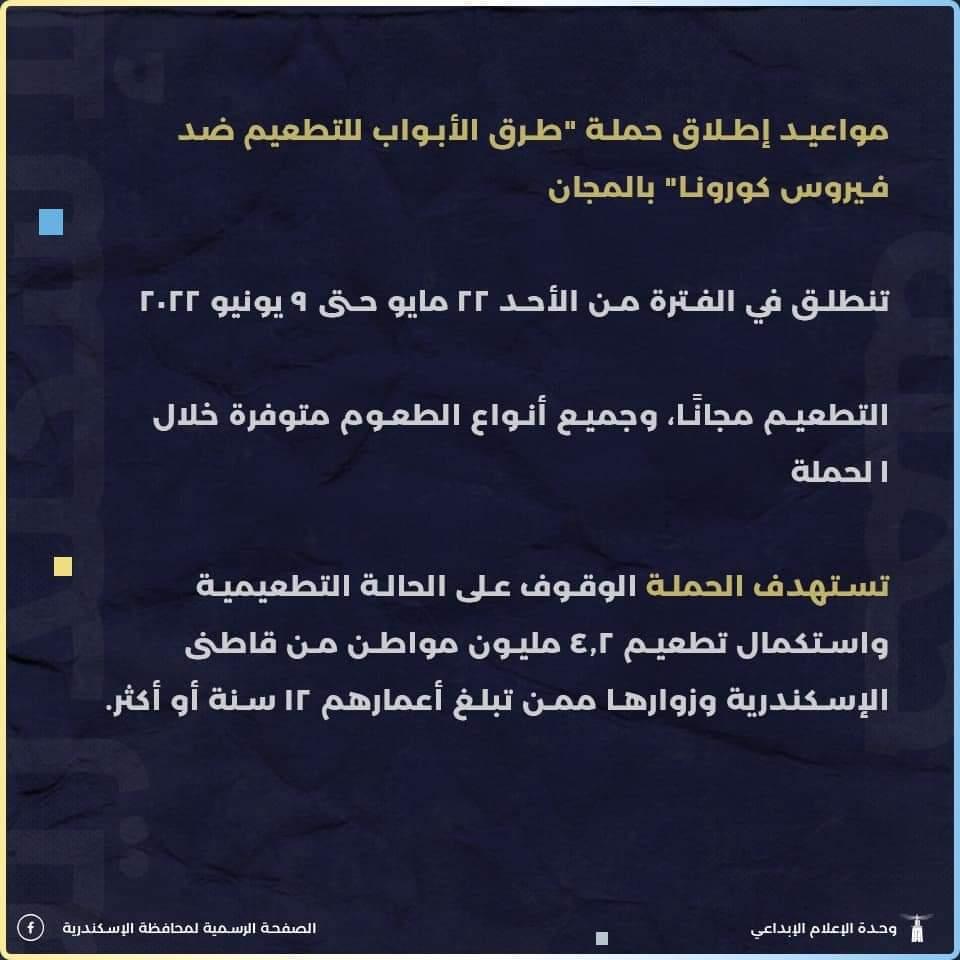 مواعيد إطلاق حملة "طرق الأبواب للتطعيم ضد
فيروس كورونا" بالمجان
تنطلق في الفترة من الأحد ٢٢ مايو حتى ٩ يونيو ٢٠٢٢
التطعيم مجانًا، وجميع أنواع الطعوم متوفرة خلال
الحملة
تستهدف الحملة الوقوف على الحالة التطعيمية
واستكمال تطعيم ٤,٢ مليون مواطن من قاطنى
الإسكندرية وزوارها ممن تبلغ أعمارهم ١٢ سنة أو أكثر.
وحدة الإعلام الإبداعي
الصفحة الرسمية لمحافظة الإسكندرية